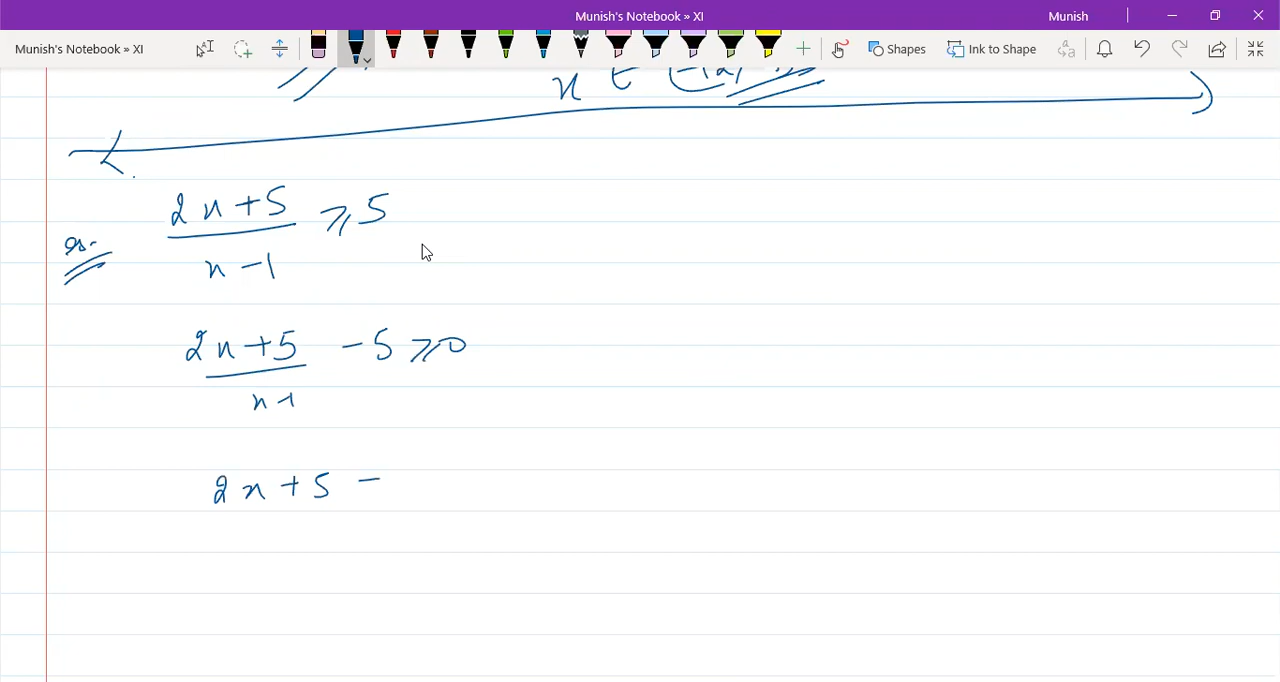 Munish's Notebook » XI
Munish
Munish's Notebook » XI
Shapes
Ink to Shape
x ∈
2x+5 ≥ 5
x-1
2x+5 -5 ≥ 0
x-1
2x+5 -